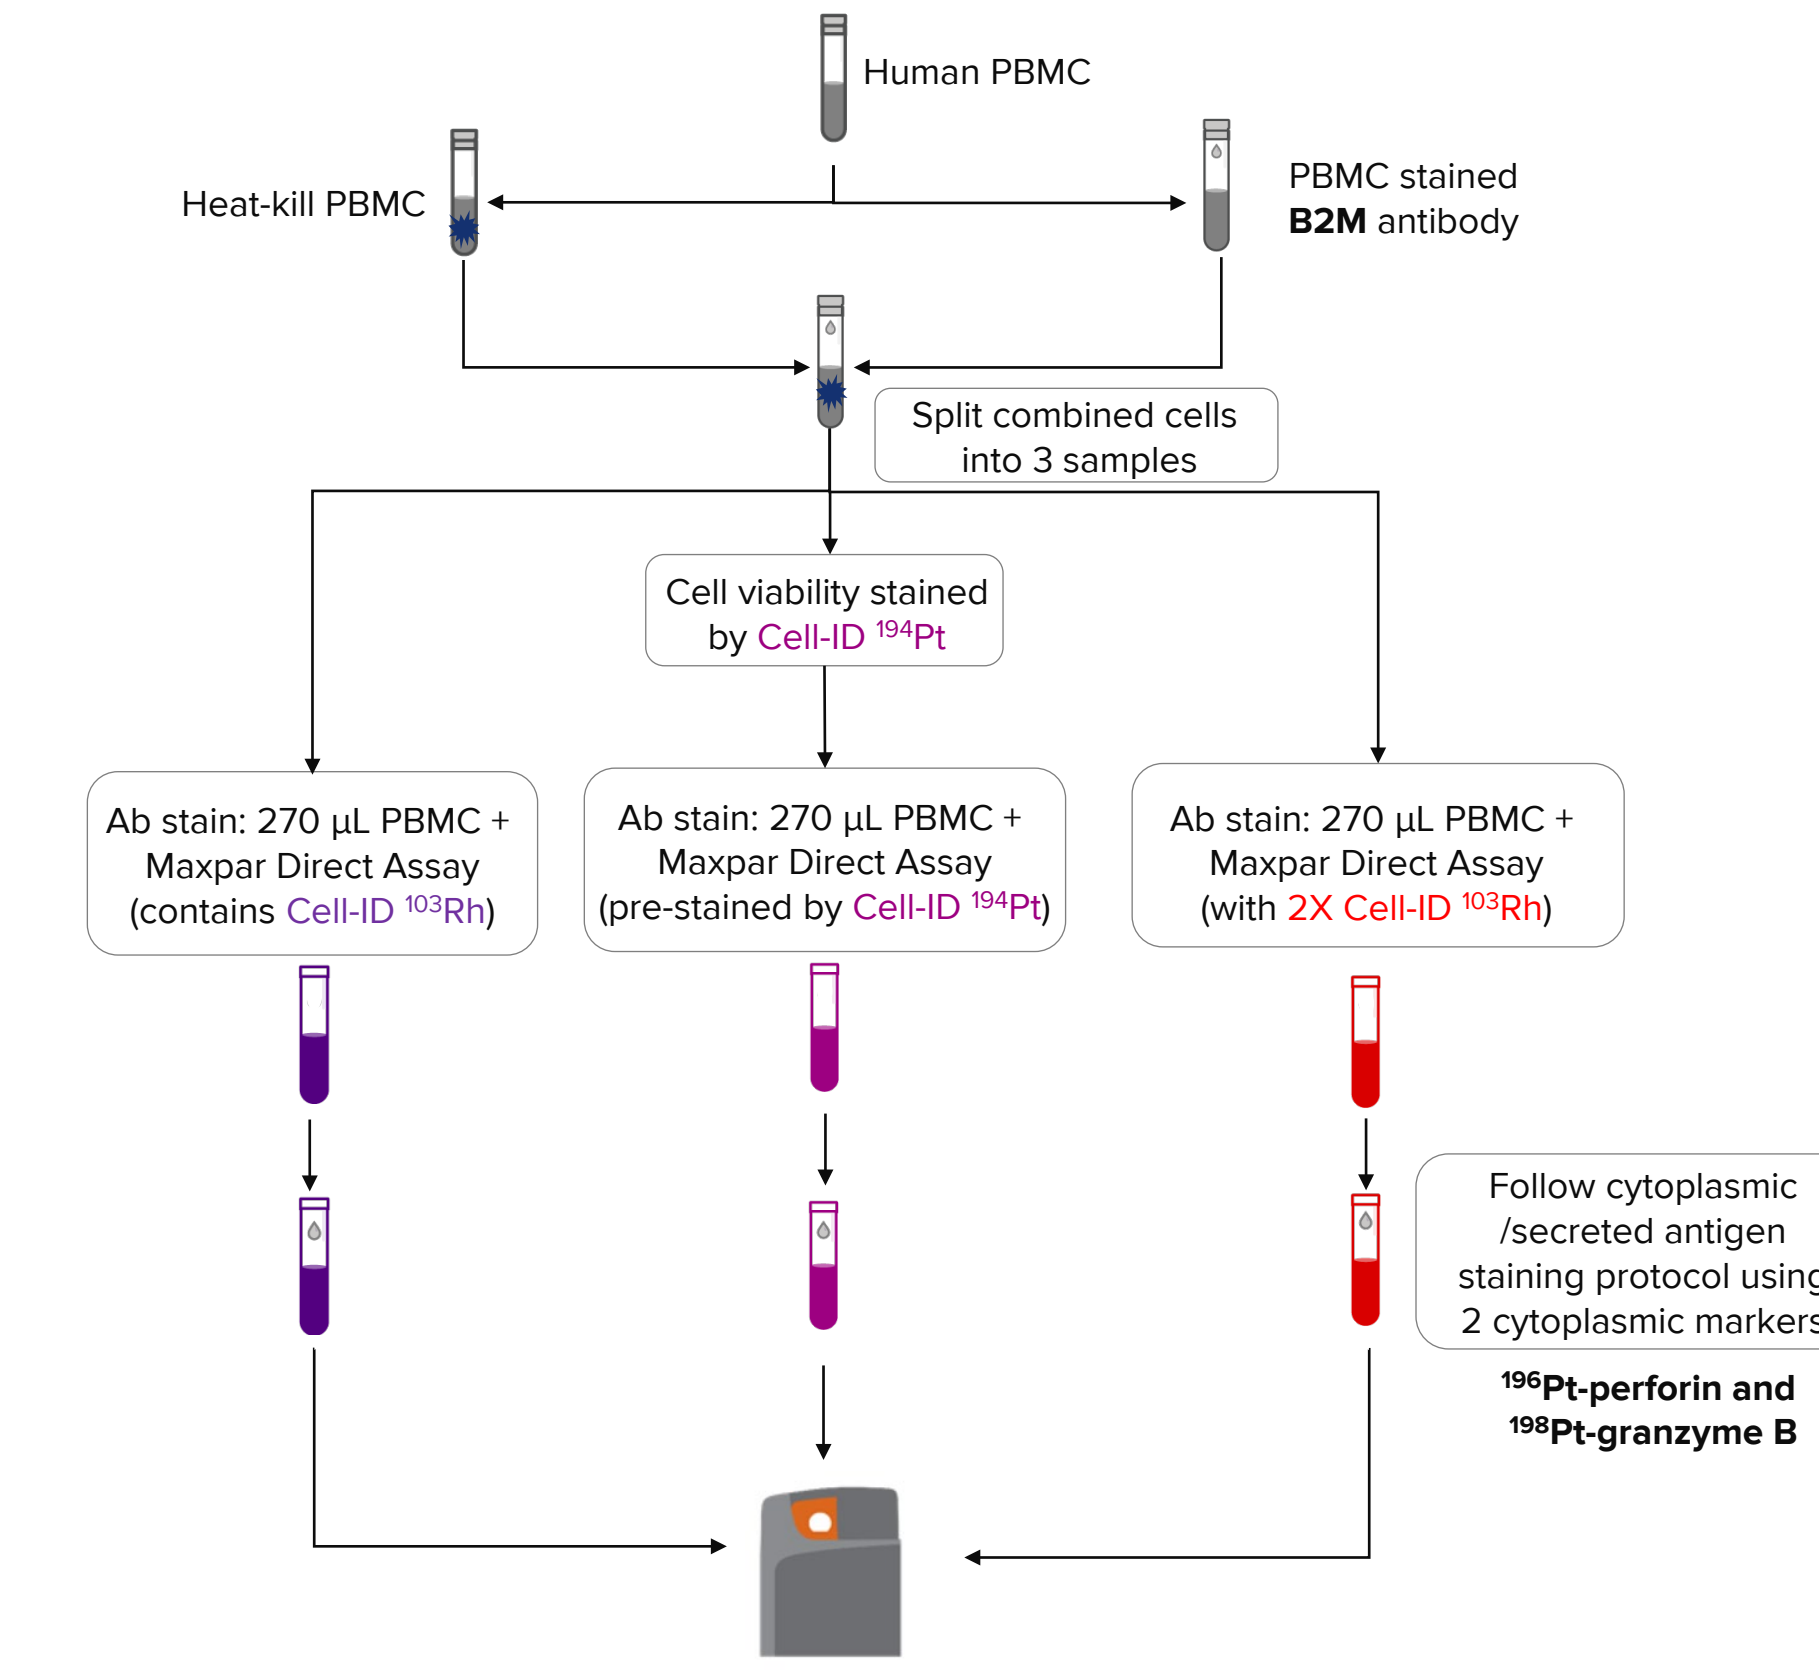 Human PBMC
Heat-kill PBMC
PBMC stained
B2M antibody
Split combined cells
into 3 samples
Cell viability stained
by Cell-ID ¹⁹⁴Pt
Ab stain: 270 µL PBMC +
Maxpar Direct Assay
(contains Cell-ID ¹⁰³Rh)
Ab stain: 270 µL PBMC +
Maxpar Direct Assay
(pre-stained by Cell-ID ¹⁹⁴Pt)
Ab stain: 270 µL PBMC +
Maxpar Direct Assay
(with 2X Cell-ID ¹⁰³Rh)
Follow cytoplasmic
/secreted antigen
staining protocol using
2 cytoplasmic markers
¹⁹⁶Pt-perforin and
¹⁹⁸Pt-granzyme B